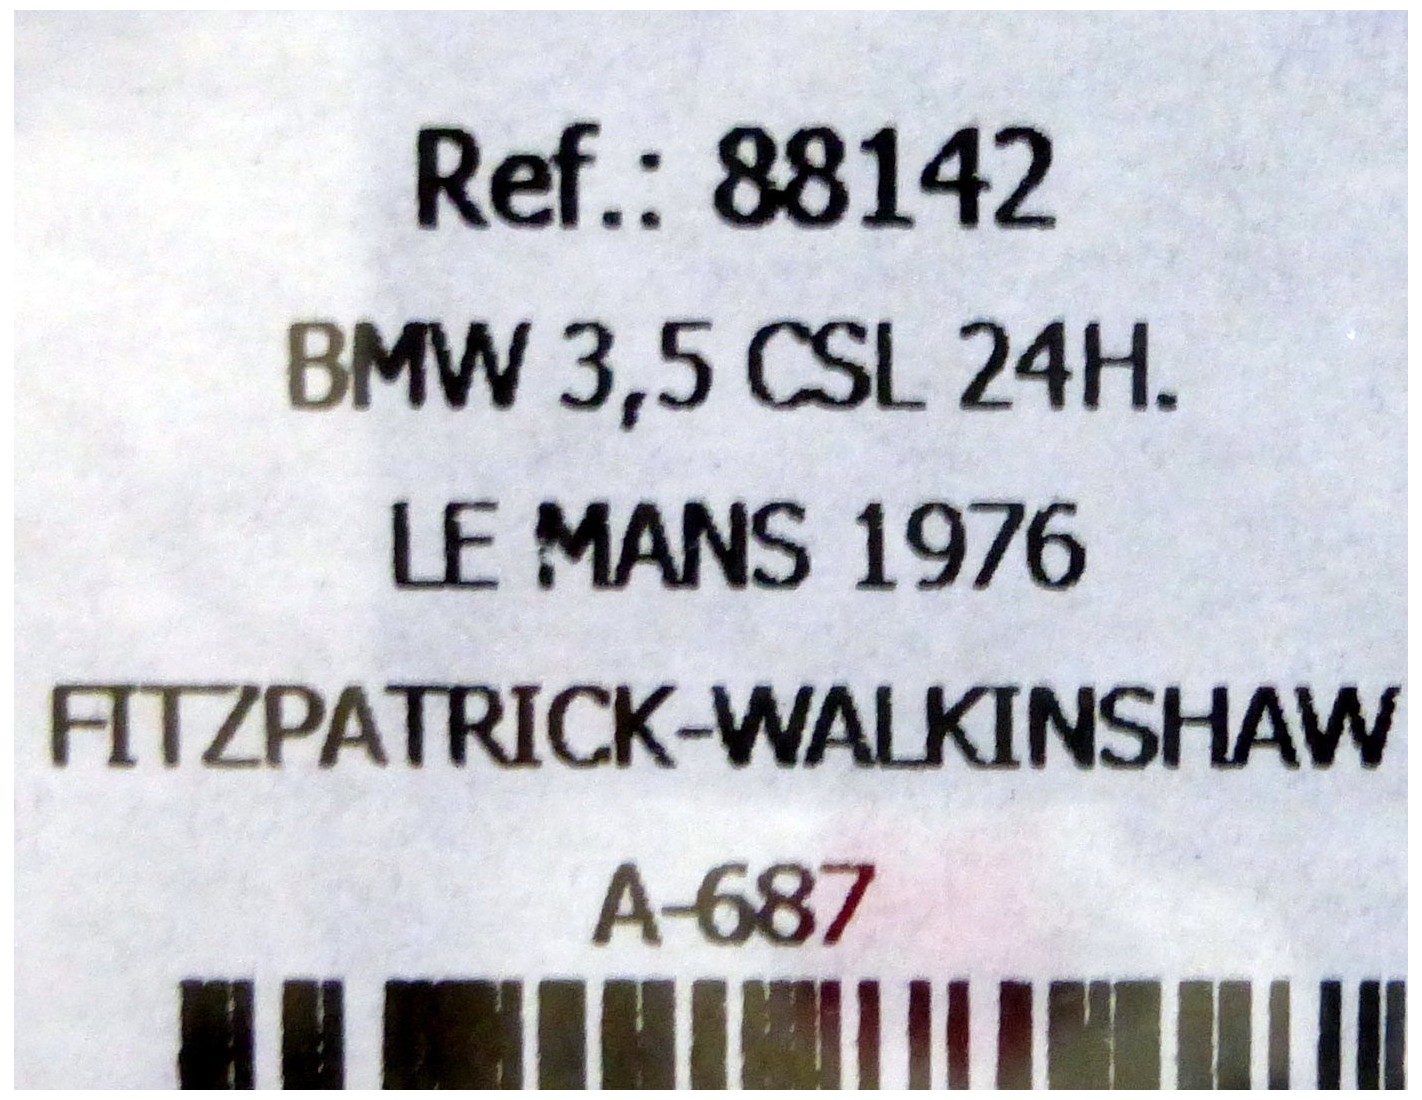 Ref.: 88142
BMW 3,5 CSL 24H.
LE MANS 1976
FITZPATRICK-WALKINSHAW
A-687